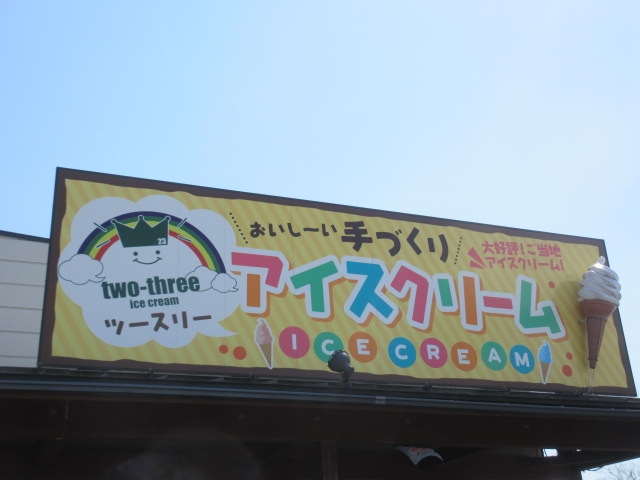 23
two-three
ice cream
ツースリー
おいし〜い手づくり
大好評!ご当地
アイスクリーム!
アイスクリーム
ICE CREAM